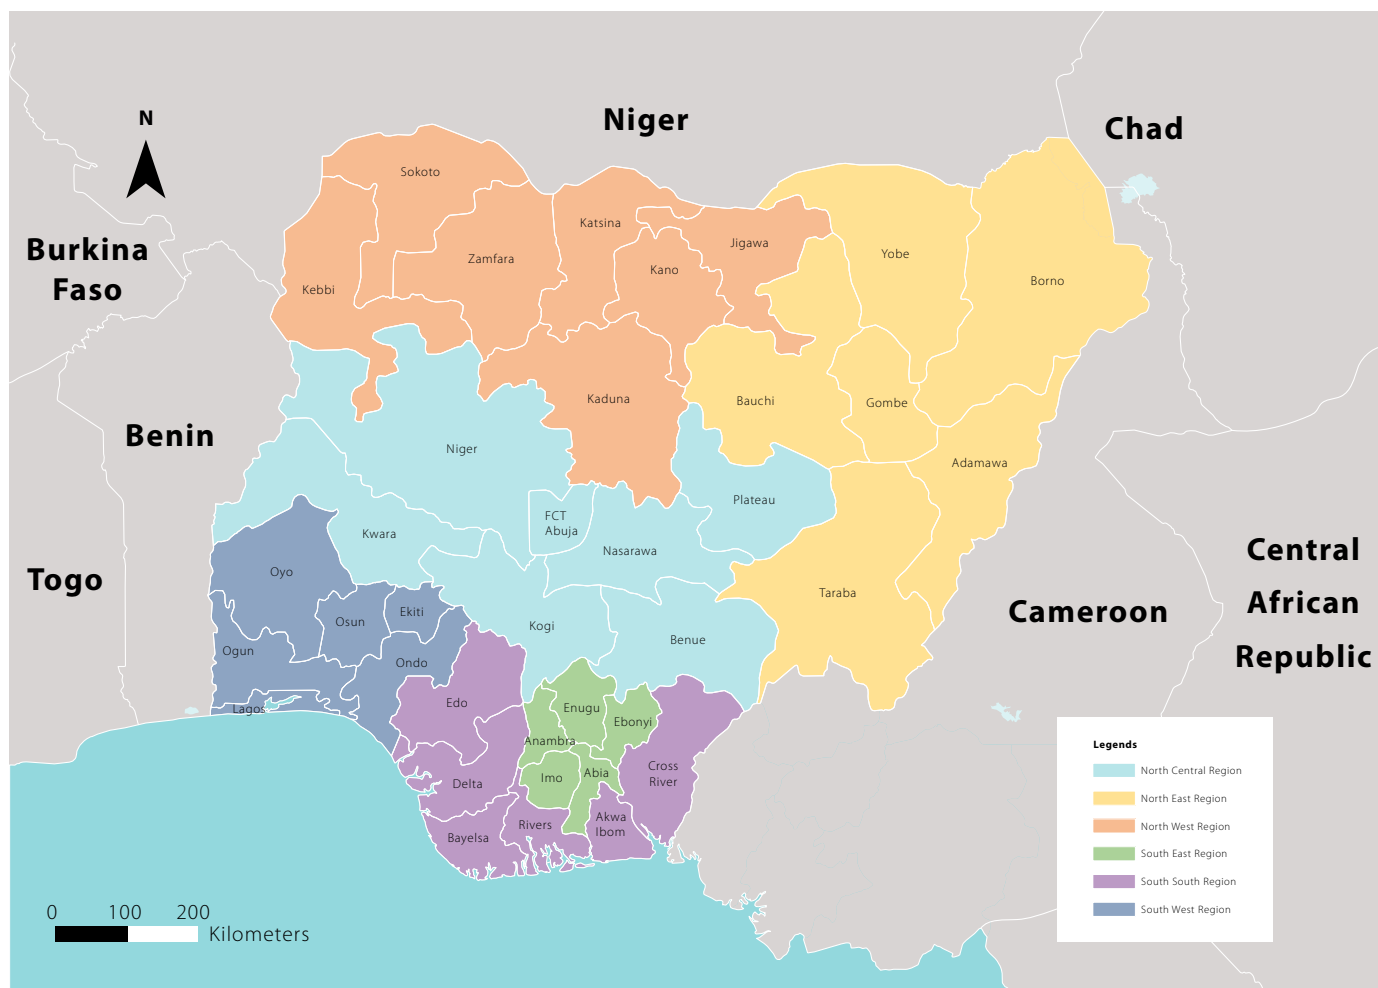 Niger
Chad
N
Sokoto
Katsina
Jigawa
Burkina
Faso
Zamfara
Kano
Yobe
Kebbi
Borno
Benin
Kaduna
Bauchi
Gombe
Niger
Adamawa
Plateau
FCT
Abuja
Kwara
Nasarawa
Togo
Oyo
Central
African
Republic
Taraba
Cameroon
Osun
Ekiti
Kogi
Benue
Ogun
Ondo
Lagos
Edo
Enugu
Ebonyi
Anambra
Delta
Imo
Abia
Cross
River
Bayelsa
Rivers
Akwa
Ibom
Legends
North Central Region
North East Region
North West Region
South East Region
South South Region
South West Region
0 100 200
Kilometers